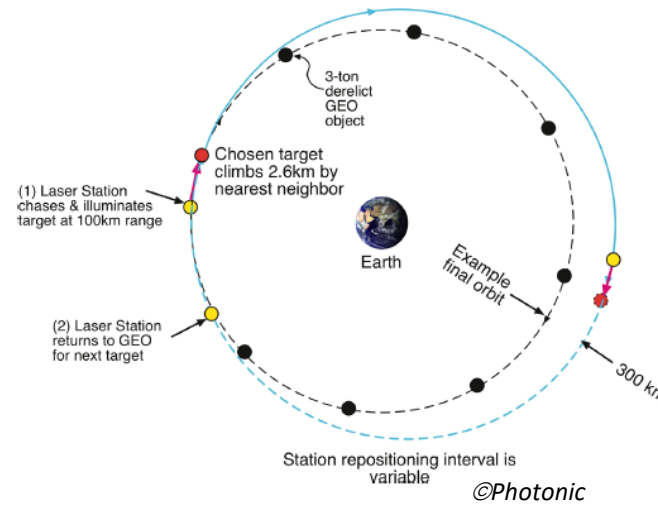 3-ton
derelict
GEO
object
Chosen target
climbs 2.6km by
nearest neighbor
(1) Laser Station
chases & illuminates
target at 100km range
Earth
Example
final orbit
(2) Laser Station
returns to GEO
for next target
300 km
Station repositioning interval is
variable
©Photonic